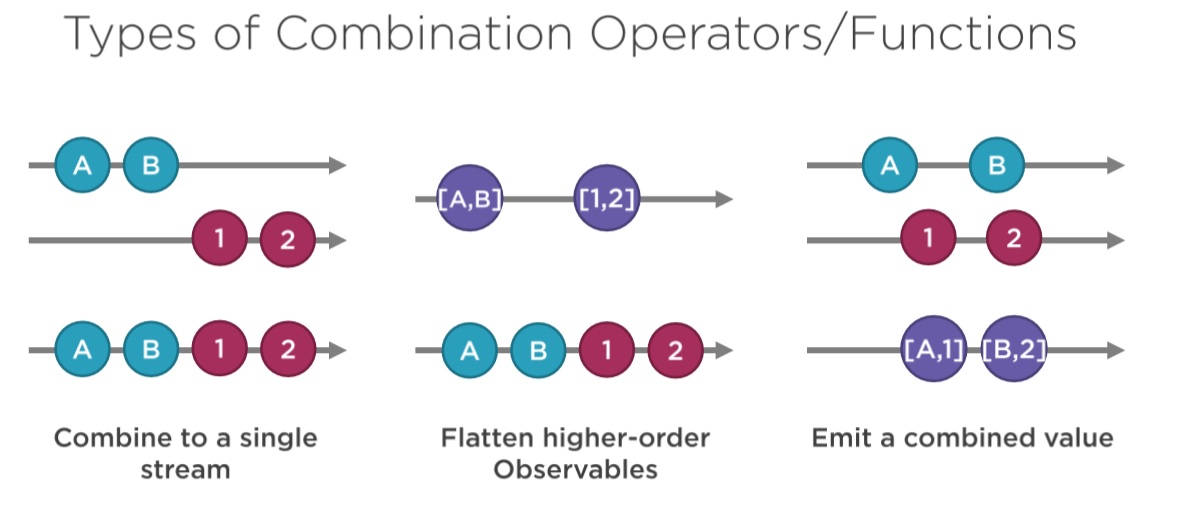 Types of Combination Operators/Functions
A B
1 2
A B 1 2
Combine to a single
stream
[A,B] [1,2]
A B 1 2
Flatten higher-order
Observables
A B
1 2
[A,1] [B,2]
Emit a combined value